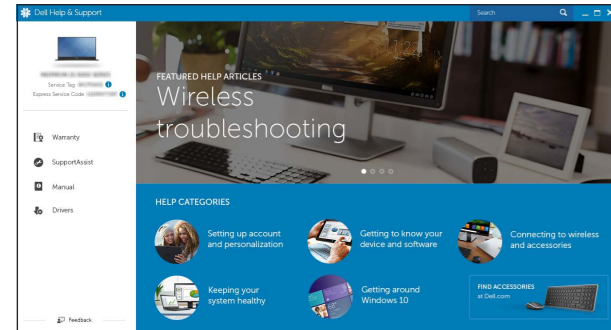 Dell Help & Support
Search
Service Tag
Express Service Code
Warranty
SupportAssist
Manual
Drivers
Feedback
FEATURED HELP ARTICLES
Wireless
troubleshooting
HELP CATEGORIES
Setting up account
and personalization
Getting to know your
device and software
Connecting to wireless
and accessories
Keeping your
system healthy
Getting around
Windows 10
FIND ACCESSORIES
at Dell.com